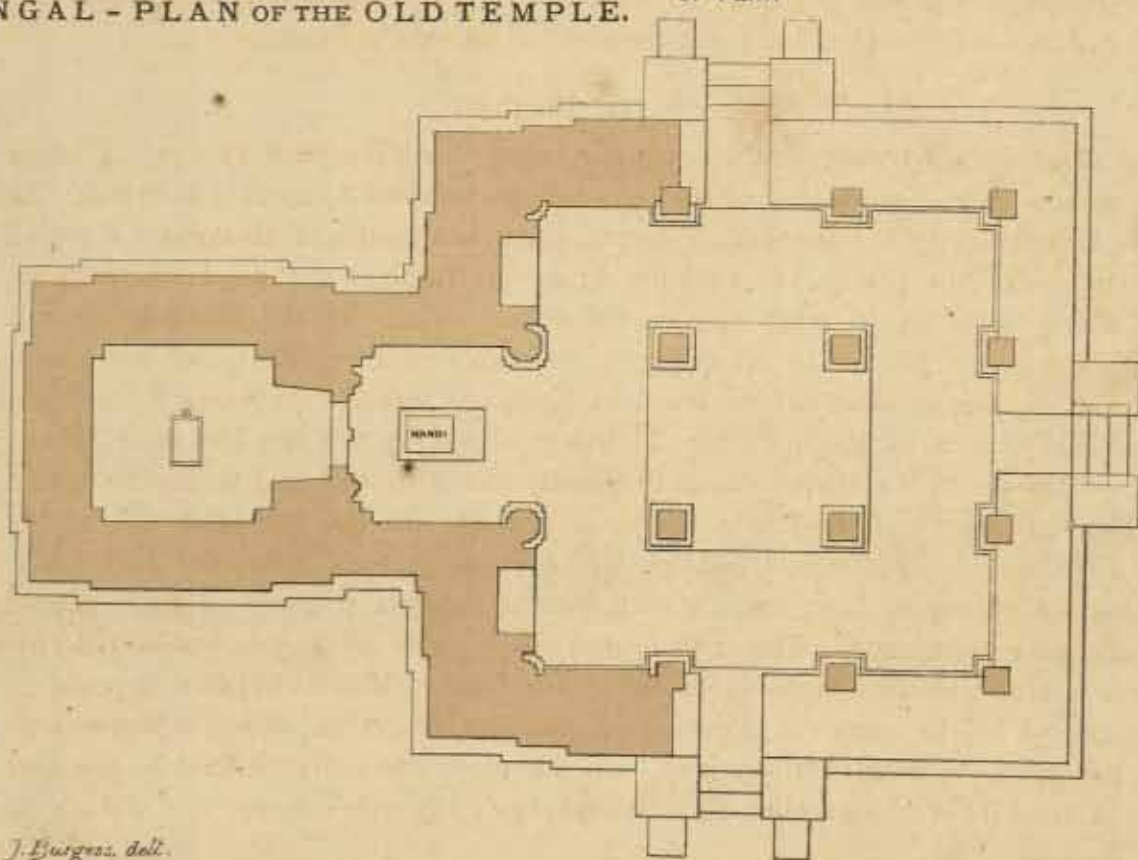 NGAL - PLAN OF THE OLD TEMPLE.
NANDI
J. Burgess, delt.